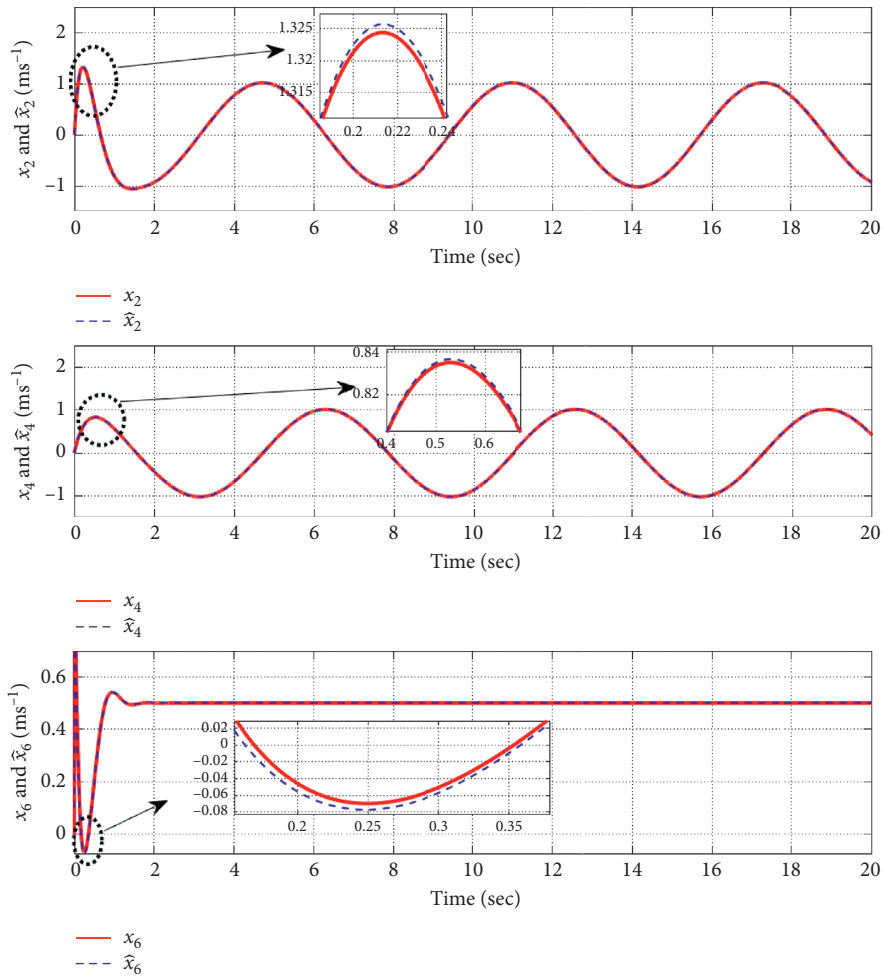 x₂ and x̂₂ (ms⁻¹)
2
1
0
−1
1.325
1.32
1.315
0.2 0.22 0.24
0 2 4 6 8 10 12 14 16 18 20
Time (sec)
x₂
x̂₂
x₄ and x̂₄ (ms⁻¹)
2
1
0
−1
0.84
0.82
0.4 0.5 0.6
0 2 4 6 8 10 12 14 16 18 20
Time (sec)
x₄
x̂₄
x₆ and x̂₆ (ms⁻¹)
0.6
0.4
0.2
0
0.02
0
−0.02
−0.04
−0.06
−0.08
0.2 0.25 0.3 0.35
0 2 4 6 8 10 12 14 16 18 20
Time (sec)
x₆
x̂₆